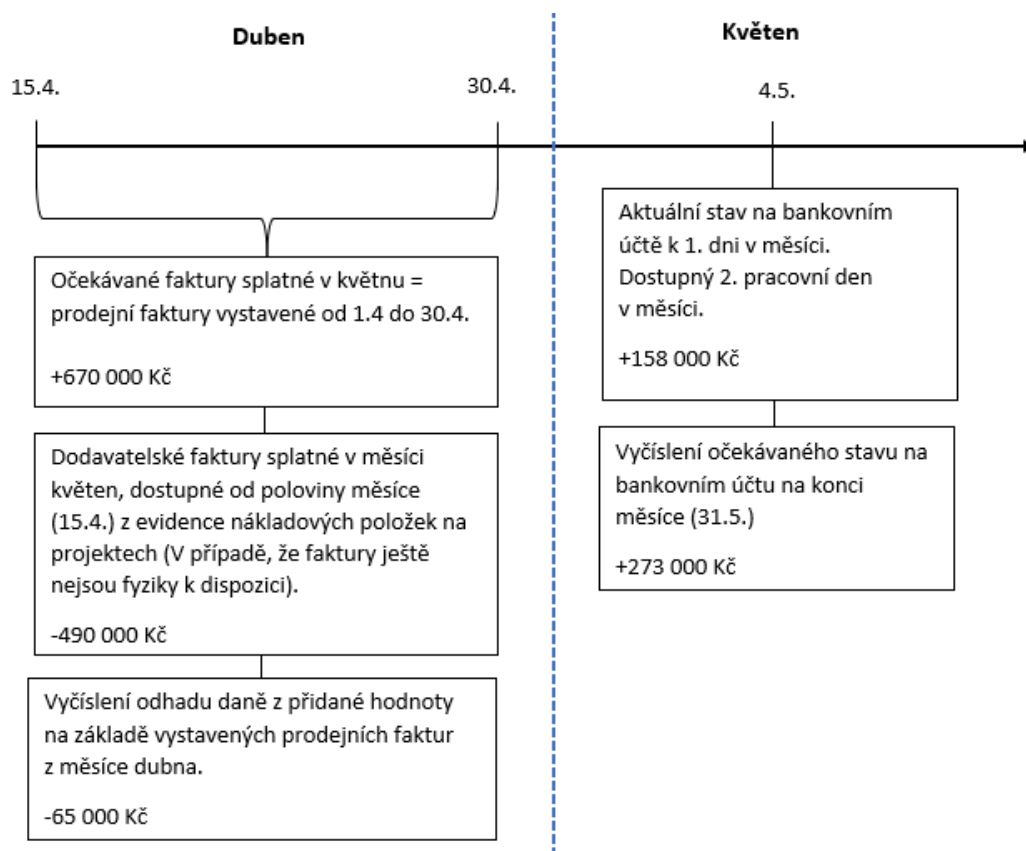 Duben
Květen
15.4.
30.4.
4.5.
Očekávané faktury splatné v květnu =
prodejní faktury vystavené od 1.4 do 30.4.
+670 000 Kč
Dodavatelské faktury splatné v měsíci
květen, dostupné od poloviny měsíce
(15.4.) z evidence nákladových položek na
projektech (V případě, že faktury ještě
nejsou fyziky k dispozici).
-490 000 Kč
Vyčíslení odhadu daně z přidané hodnoty
na základě vystavených prodejních faktur
z měsíce dubna.
-65 000 Kč
Aktuální stav na bankovním
účtě k 1. dni v měsíci.
Dostupný 2. pracovní den
v měsíci.
+158 000 Kč
Vyčíslení očekávaného stavu na
bankovním účtu na konci
měsíce (31.5.)
+273 000 Kč